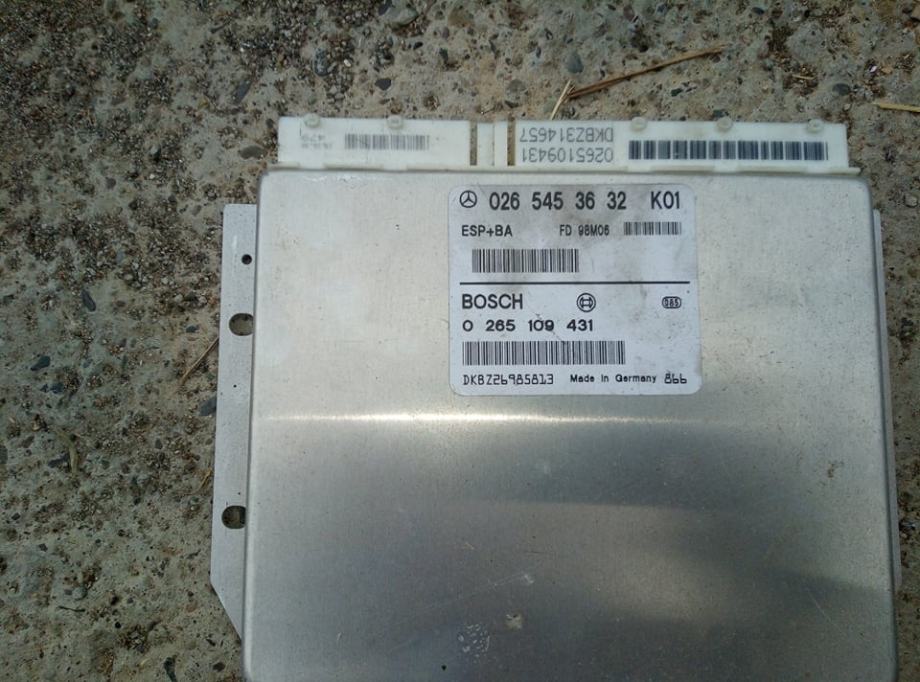 0265109431
DKBZ314657
026 545 36 32 K01
ESP+BA FD 98M06
BOSCH
0 265 109 431
DKBZ26985813 Made in Germany 866